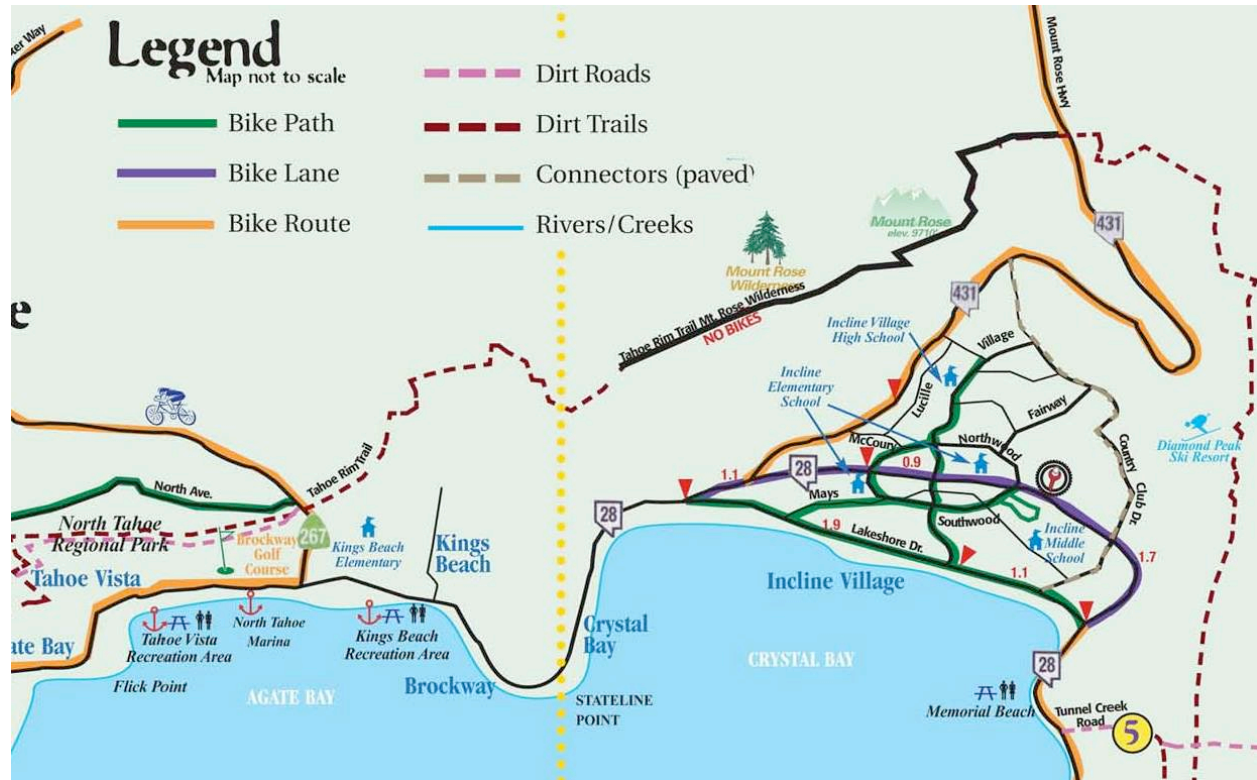 ter Way
Legend
Map not to scale
Bike Path
Bike Lane
Bike Route
Dirt Roads
Dirt Trails
Connectors (paved)
Rivers/Creeks
Mount Rose Hwy
431
Mount Rose
elev. 9710'
Mount Rose
Wilderness
Tahoe Rim Trail Mt. Rose Wilderness
NO BIKES
431
e
Incline Village
High School
Village
Incline
Elementary
School
Lucille
Fairway
McCoury
Northwood
Country
Club Dr.
Diamond Peak
Ski Resort
1.1
28
0.9
Mays
Southwood
1.9
Lakeshore Dr.
Incline
Middle
School
1.7
1.1
Incline Village
Tahoe Rim Trail
North Ave.
North Tahoe
Regional Park
267
Brockway
Golf
Course
Kings Beach
Elementary
Kings
Beach
28
Tahoe Vista
ate Bay
Tahoe Vista
Recreation Area
North Tahoe
Marina
Kings Beach
Recreation Area
Flick Point
AGATE BAY
Brockway
Crystal
Bay
STATELINE
POINT
CRYSTAL BAY
28
Memorial Beach
Tunnel Creek
Road
5